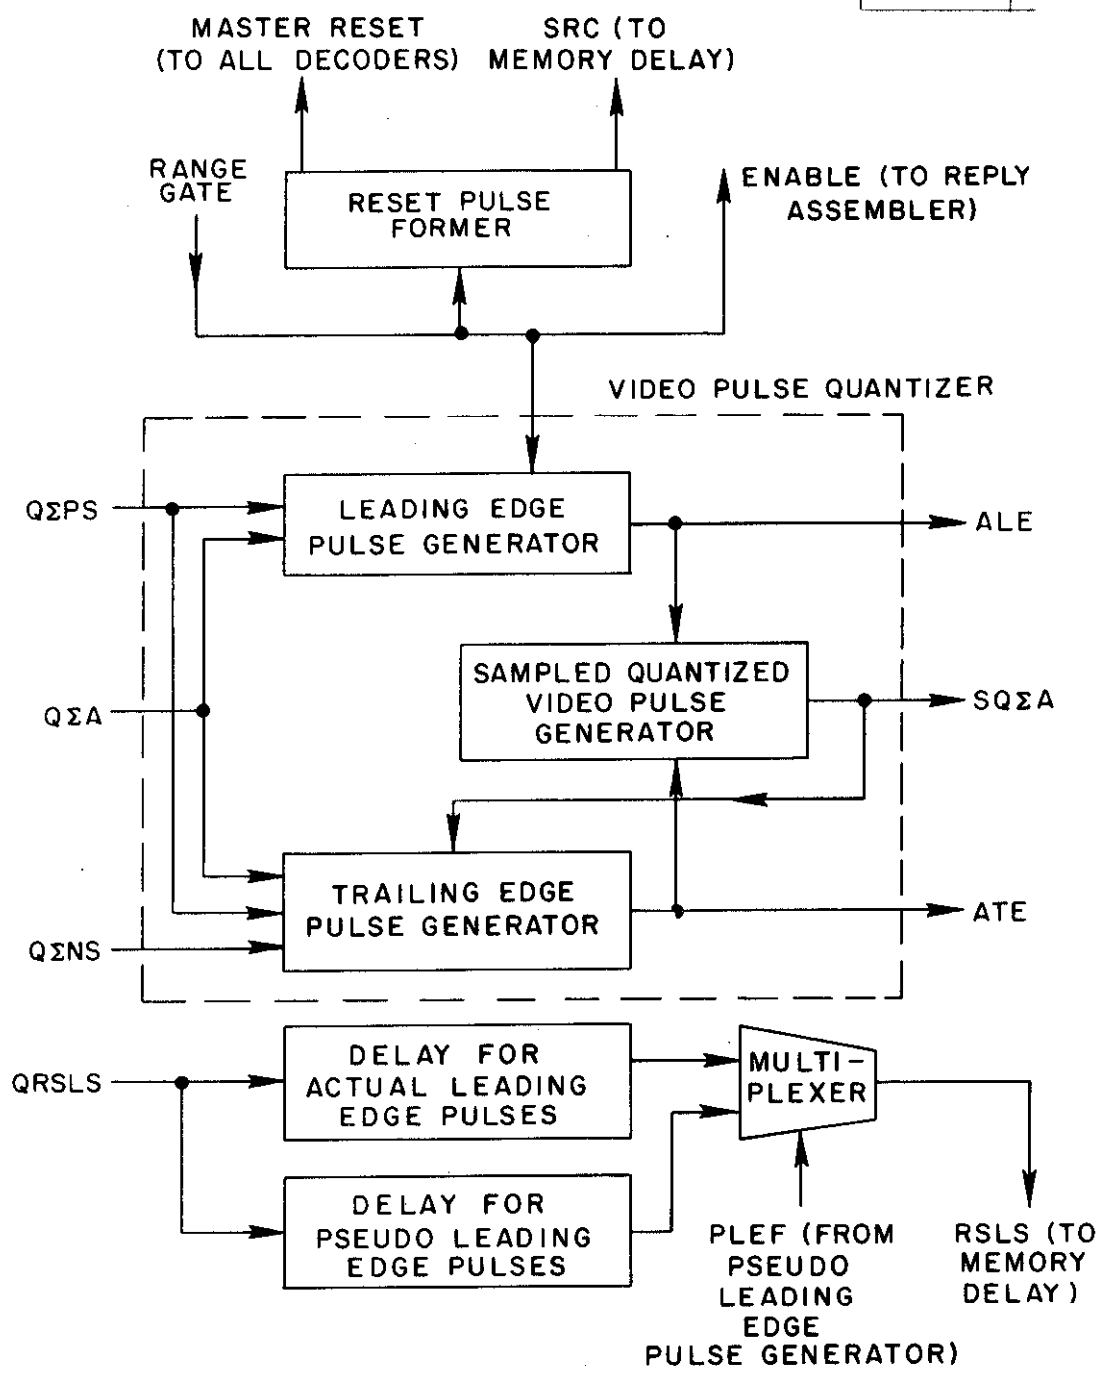 MASTER RESET
(TO ALL DECODERS)
SRC (TO
MEMORY DELAY)
RANGE
GATE
RESET PULSE
FORMER
ENABLE (TO REPLY
ASSEMBLER)
VIDEO PULSE QUANTIZER
QΣPS
LEADING EDGE
PULSE GENERATOR
ALE
QΣA
SAMPLED QUANTIZED
VIDEO PULSE
GENERATOR
SQΣA
TRAILING EDGE
PULSE GENERATOR
ATE
QΣNS
QRSLS
DELAY FOR
ACTUAL LEADING
EDGE PULSES
MULTI-
PLEXER
DELAY FOR
PSEUDO LEADING
EDGE PULSES
PLEF (FROM
PSEUDO
LEADING
EDGE
PULSE GENERATOR)
RSLS (TO
MEMORY
DELAY)